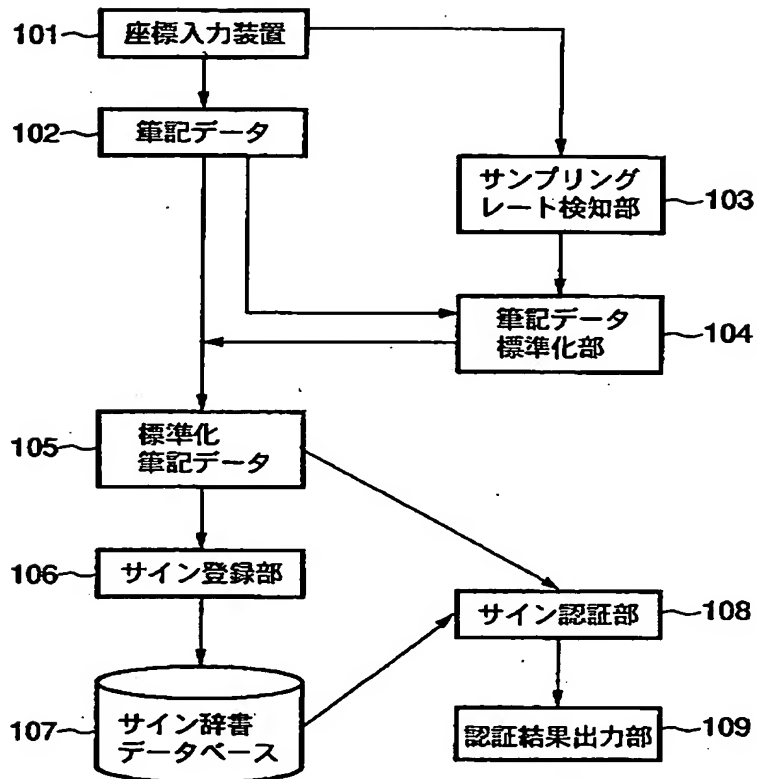 101 座標入力装置
102 筆記データ
サンプリング
レート検知部 103
筆記データ
標準化部 104
105 標準化
筆記データ
106 サイン登録部
サイン認証部 108
107 サイン辞書
データベース
認証結果出力部 109